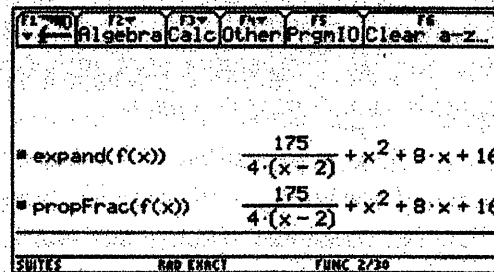 F1 F2 F3 F4 F5 F6
Algebra Calc Other PrgmIO Clear a-z…
▪ expand(f(x)) 175/(4·(x - 2)) + x² + 8·x + 16
▪ propFrac(f(x)) 175/(4·(x - 2)) + x² + 8·x + 16
SUITES RAD EXACT FUNC 2/30